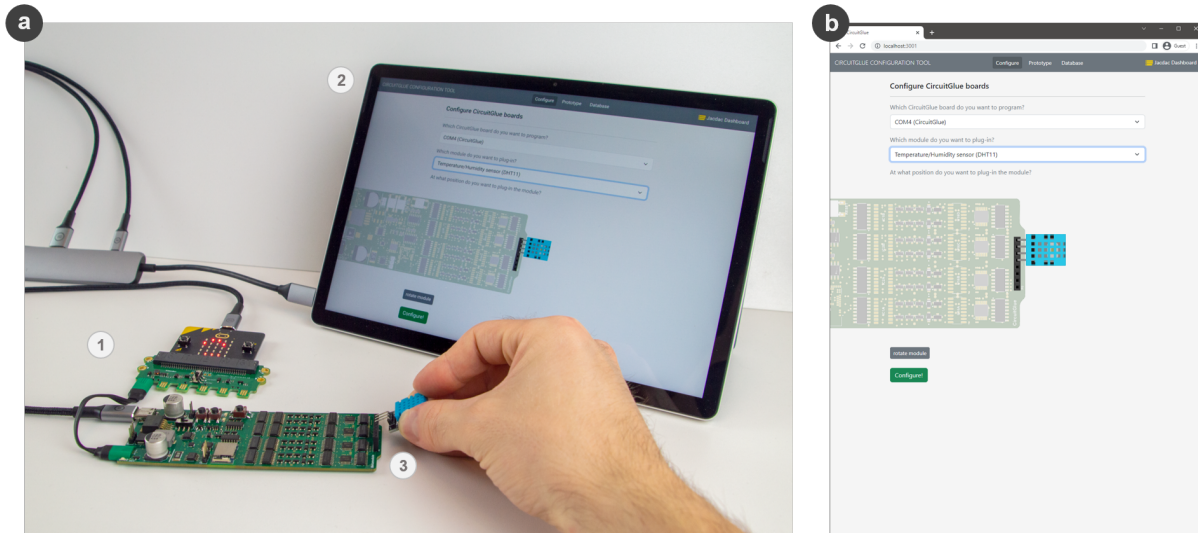 a
2
CIRCUITGLUE CONFIGURATION TOOL
Configure Prototype Database
Jacdac Dashboard
Configure CircuitGlue boards
Which CircuitGlue board do you want to program?
COM4 (CircuitGlue)
Which module do you want to plug-in?
Temperature/Humidity sensor (DHT11)
At what position do you want to plug-in the module?
rotate module
Configure!
1
3
b
CircuitGlue
localhost:3001
Guest
CIRCUITGLUE CONFIGURATION TOOL
Configure Prototype Database
Jacdac Dashboard
Configure CircuitGlue boards
Which CircuitGlue board do you want to program?
COM4 (CircuitGlue)
Which module do you want to plug-in?
Temperature/Humidity sensor (DHT11)
At what position do you want to plug-in the module?
rotate module
Configure!